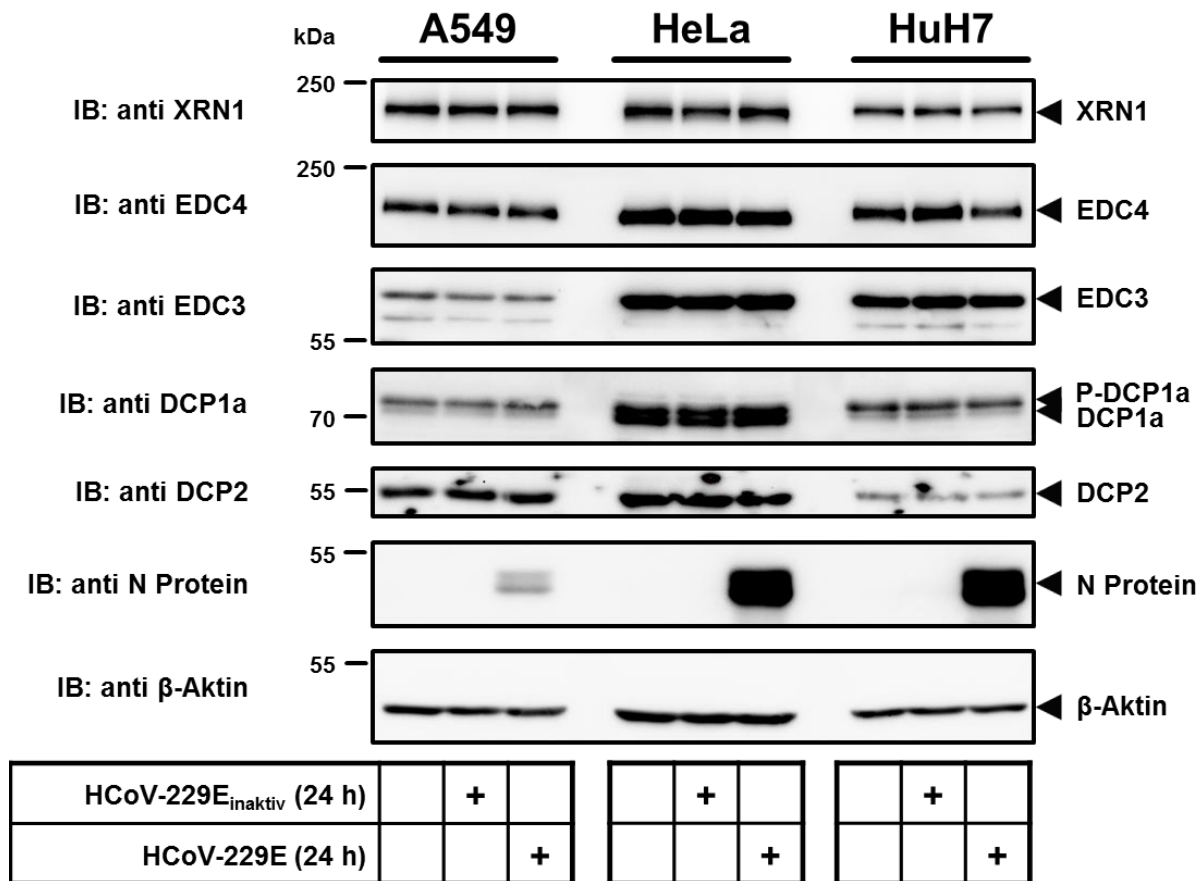 kDa A549 HeLa HuH7
250
IB: anti XRN1 XRN1
250
IB: anti EDC4 EDC4
IB: anti EDC3 EDC3
55
IB: anti DCP1a P-DCP1a
70 DCP1a
IB: anti DCP2 55 DCP2
55
IB: anti N Protein N Protein
55
IB: anti β-Aktin β-Aktin
HCoV-229Einaktiv (24 h) + + +
HCoV-229E (24 h) + + +